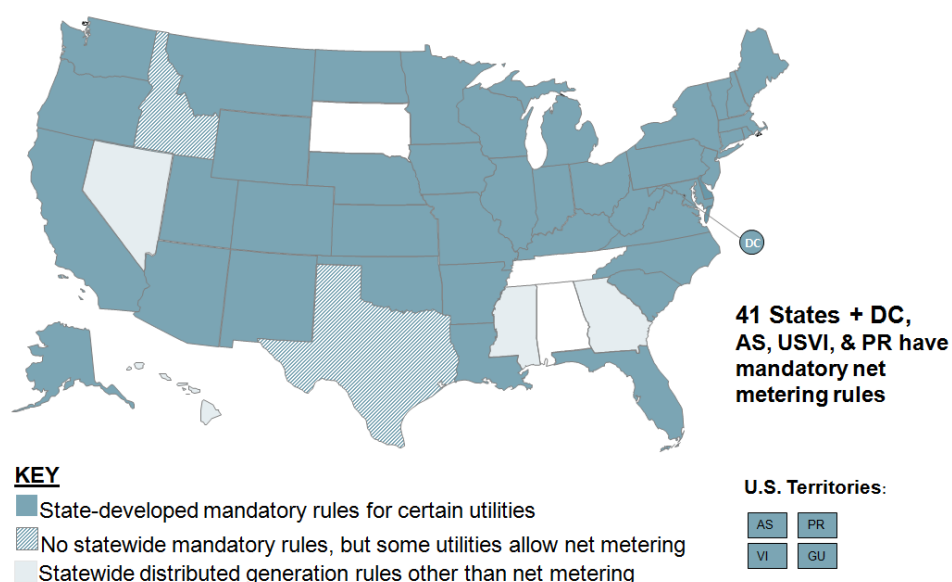 DC
41 States + DC,
AS, USVI, & PR have
mandatory net
metering rules
KEY
State-developed mandatory rules for certain utilities
No statewide mandatory rules, but some utilities allow net metering
Statewide distributed generation rules other than net metering
U.S. Territories:
AS PR
VI GU